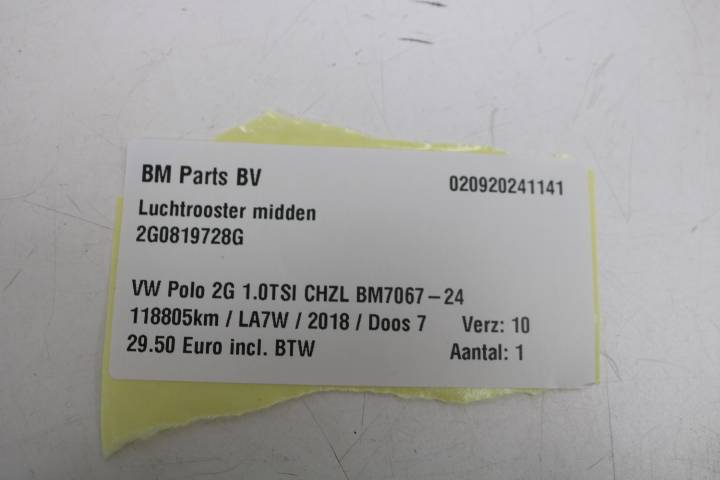 BM Parts BV 020920241141
Luchtrooster midden
2G0819728G
VW Polo 2G 1.0TSI CHZL BM7067-24
118805km / LA7W / 2018 / Doos 7 Verz: 10
29.50 Euro incl. BTW Aantal: 1